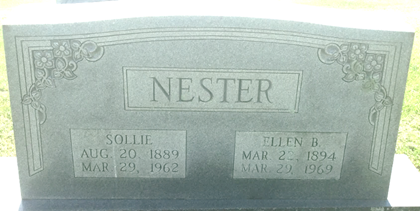 NESTER
SOLLIE
AUG. 20, 1889
MAR. 29, 1962
ELLEN B.
MAR. 1894
MAR. 29, 1969